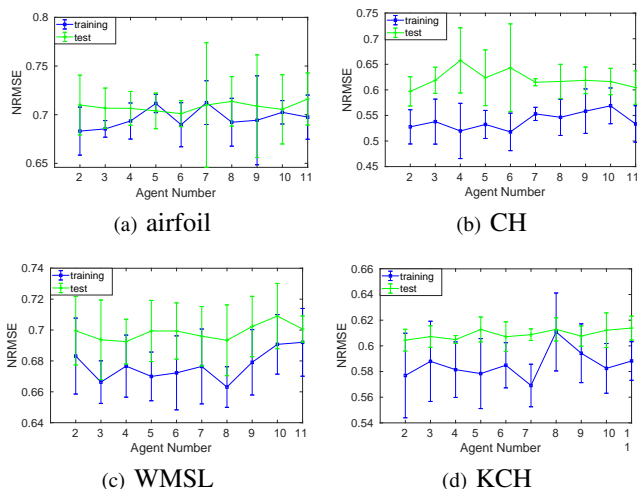 0.8
training
test
0.75
NRMSE
0.7
0.65
2 3 4 5 6 7 8 9 10 11
Agent Number
(a) airfoil
0.75
training
test
0.7
0.65
NRMSE
0.6
0.55
0.5
0.45
2 3 4 5 6 7 8 9 10 11
Agent Number
(b) CH
0.74
training
test
0.72
0.7
NRMSE
0.68
0.66
0.64
2 3 4 5 6 7 8 9 10 11
Agent Number
(c) WMSL
0.66
training
test
0.64
0.62
NRMSE
0.6
0.58
0.56
0.54
2 3 4 5 6 7 8 9 10 1
1
Agent Number
(d) KCH